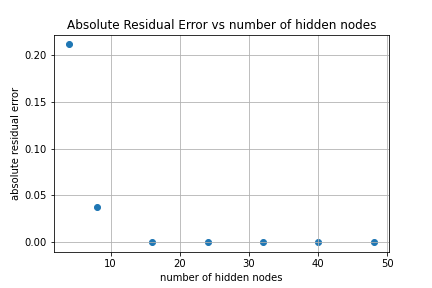 Absolute Residual Error vs number of hidden nodes
absolute residual error
0.20
0.15
0.10
0.05
0.00
10 20 30 40 50
number of hidden nodes